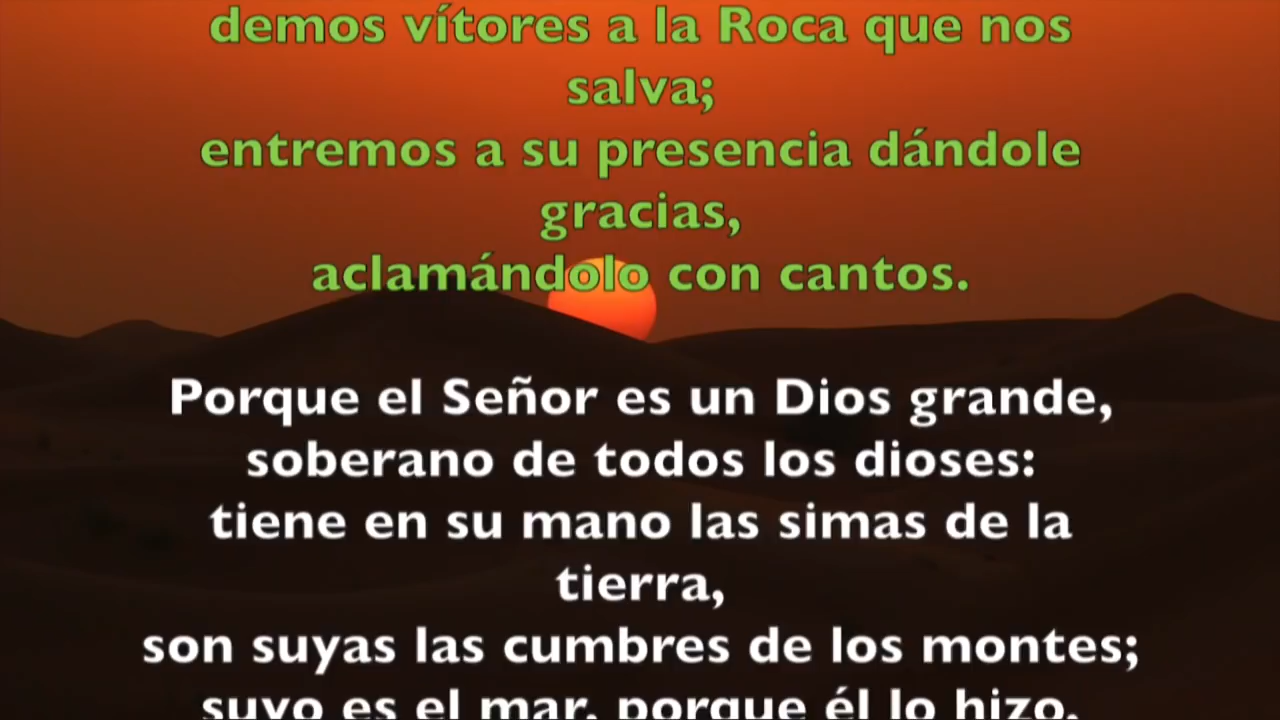 demos vítores a la Roca que nos
salva;
entremos a su presencia dándole
gracias,
aclamándolo con cantos.
Porque el Señor es un Dios grande,
soberano de todos los dioses:
tiene en su mano las simas de la
tierra,
son suyas las cumbres de los montes;
suyo es el mar, porque él lo hizo,